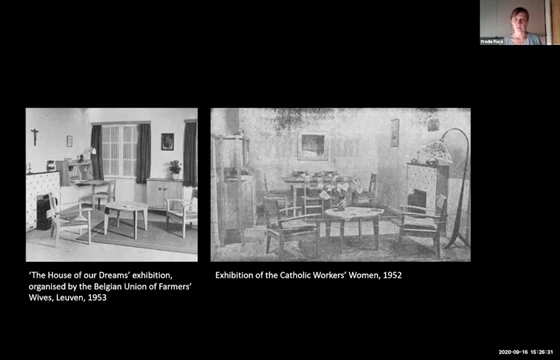 'The House of our Dreams' exhibition,
organised by the Belgian Union of Farmers'
Wives, Leuven, 1953
Exhibition of the Catholic Workers' Women, 1952
2020-09-16 15:26:31